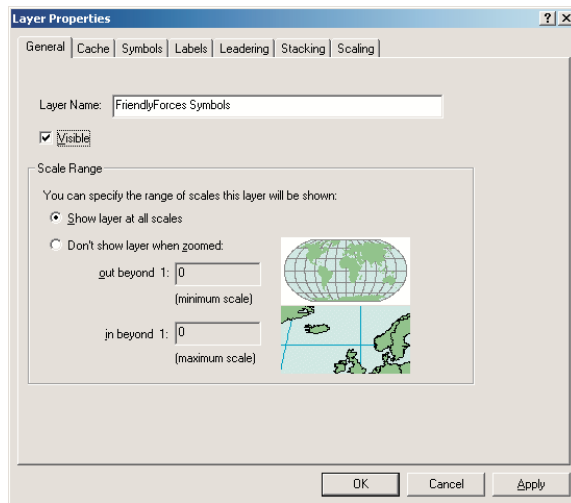 Layer Properties
General Cache Symbols Labels Leadering Stacking Scaling
Layer Name: FriendlyForces Symbols
Visible
Scale Range
You can specify the range of scales this layer will be shown:
Show layer at all scales
Don't show layer when zoomed:
out beyond 1: 0
(minimum scale)
in beyond 1: 0
(maximum scale)
OK Cancel Apply